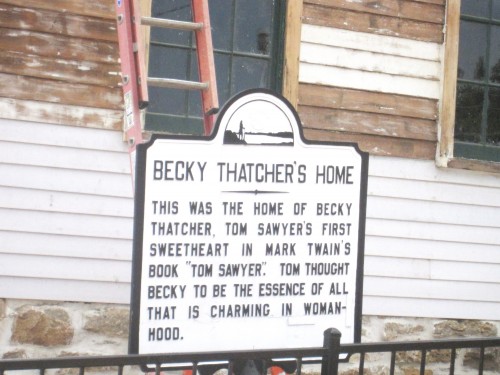 BECKY THATCHER'S HOME
THIS WAS THE HOME OF BECKY
THATCHER, TOM SAWYER'S FIRST
SWEETHEART IN MARK TWAIN'S
BOOK "TOM SAWYER". TOM THOUGHT
BECKY TO BE THE ESSENCE OF ALL
THAT IS CHARMING IN WOMAN-
HOOD.